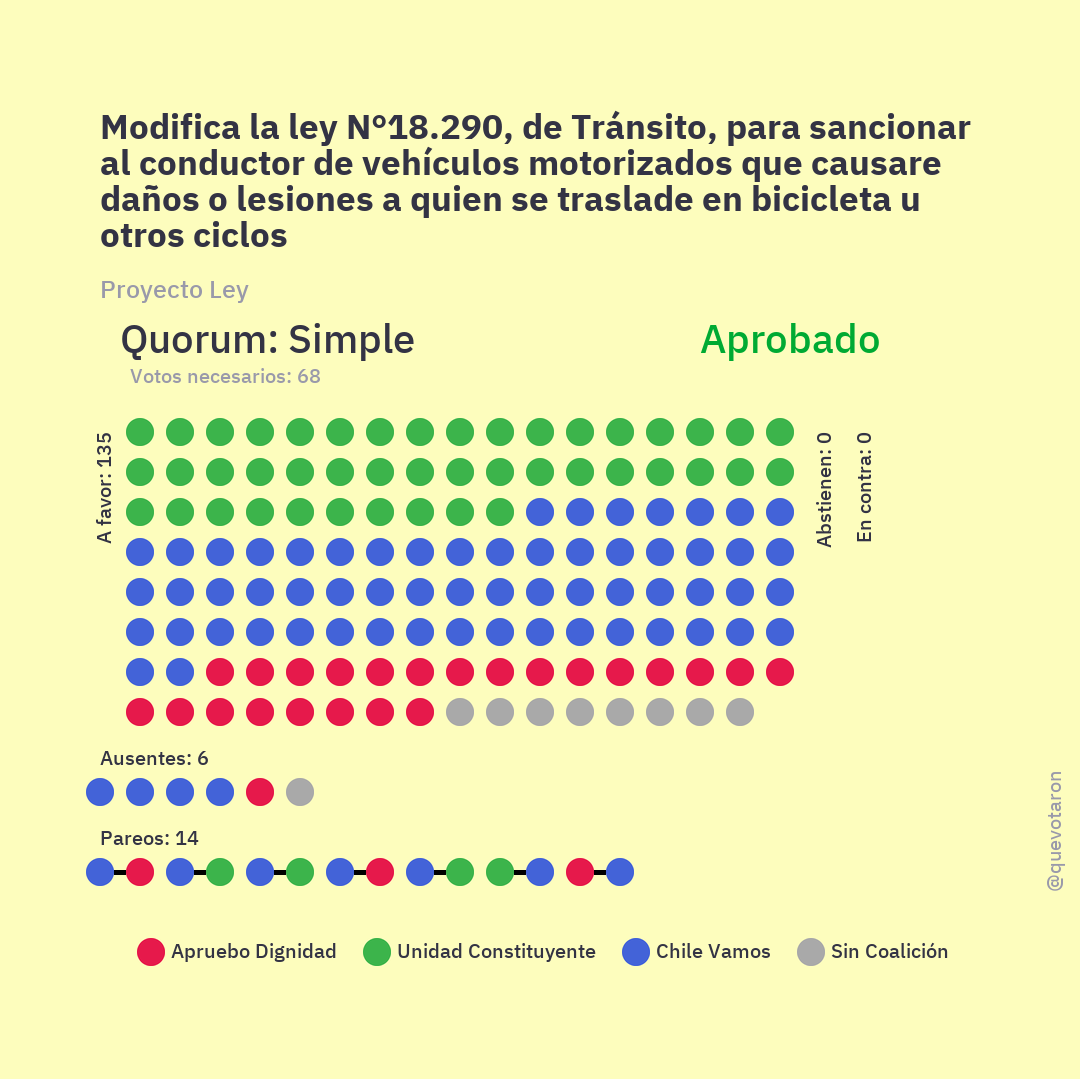 Modifica la ley N°18.290, de Tránsito, para sancionar
al conductor de vehículos motorizados que causare
daños o lesiones a quien se traslade en bicicleta u
otros ciclos
Proyecto Ley
Quorum: Simple
Aprobado
Votos necesarios: 68
A favor: 135
Abstienen: 0
En contra: 0
Ausentes: 6
Pareos: 14
@quevotaron
Apruebo Dignidad
Unidad Constituyente
Chile Vamos
Sin Coalición